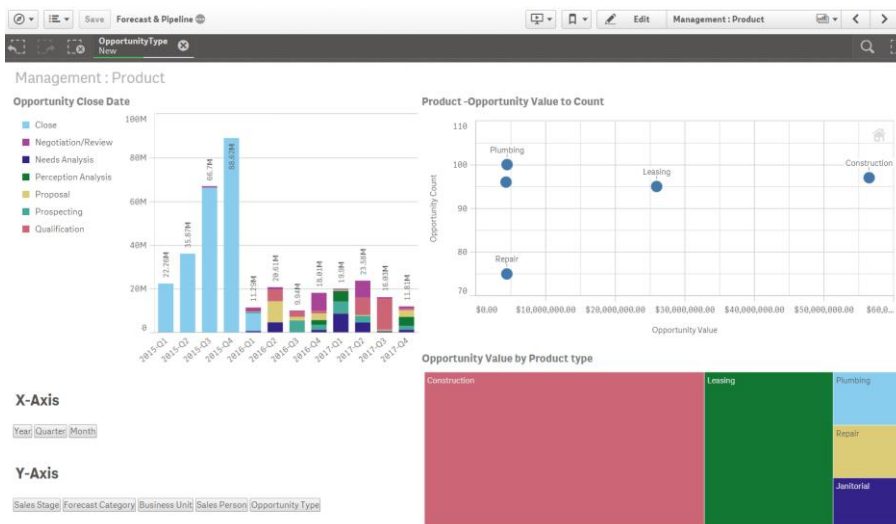 Save Forecast & Pipeline
Edit Management : Product
OpportunityType
New
Management : Product
Opportunity Close Date
Close
Negotiation/Review
Needs Analysis
Perception Analysis
Proposal
Prospecting
Qualification
100M
80M
60M
40M
20M
0
22.26M
35.87M
66.7M
88.62M
11.29M
20.61M
9.94M
18.01M
19.9M
23.58M
16.03M
11.81M
2015-Q1
2015-Q2
2015-Q3
2015-Q4
2016-Q1
2016-Q2
2016-Q3
2016-Q4
2017-Q1
2017-Q2
2017-Q3
2017-Q4
X-Axis
Year Quarter Month
Y-Axis
Sales Stage Forecast Category Business Unit Sales Person Opportunity Type
Product -Opportunity Value to Count
Opportunity Count
110
100
90
80
70
Plumbing
Leasing
Construction
Repair
$0.00 $10,000,000.00 $20,000,000.00 $30,000,000.00 $40,000,000.00 $50,000,000.00 $60,0...
Opportunity Value
Opportunity Value by Product type
Construction
Leasing
Plumbing
Repair
Janitorial